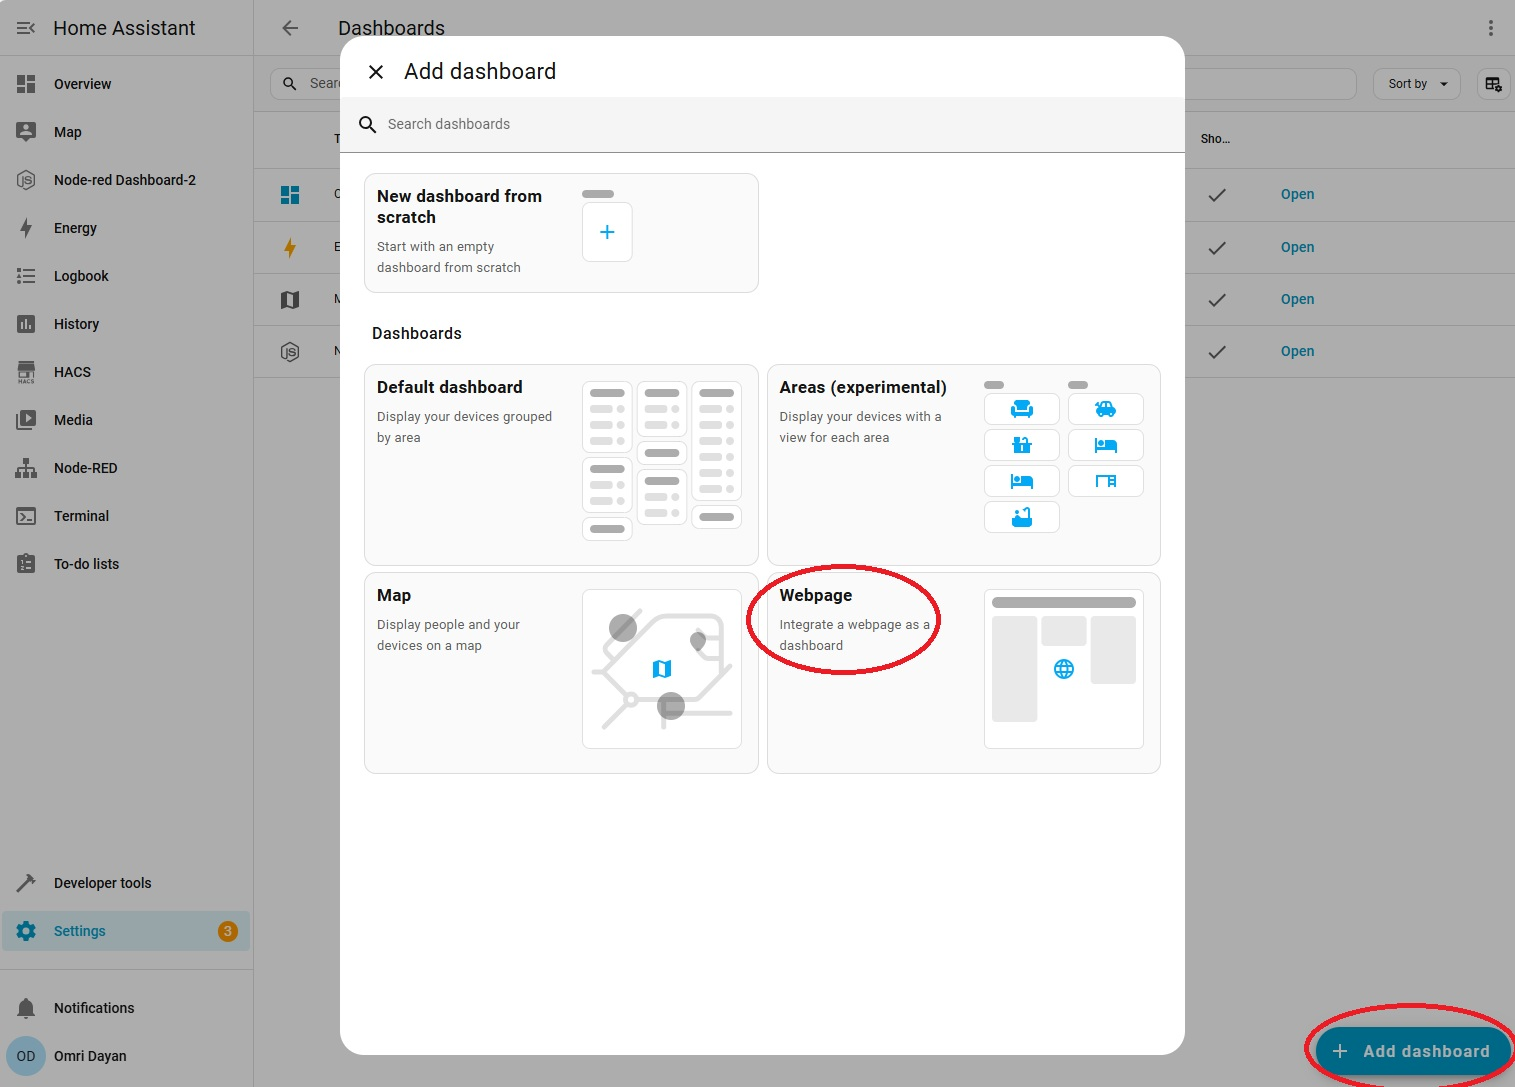 Home Assistant
Dashboards
Overview
Map
Node-red Dashboard-2
Energy
Logbook
History
HACS
HACS
Media
Node-RED
Terminal
To-do lists
Developer tools
Settings
3
Notifications
OD
Omri Dayan
Sear
Sort by
T
Sho...
Open
E
Open
M
Open
N
Open
Add dashboard
Search dashboards
New dashboard from
scratch
Start with an empty
dashboard from scratch
Dashboards
Default dashboard
Display your devices grouped
by area
Areas (experimental)
Display your devices with a
view for each area
Map
Display people and your
devices on a map
Webpage
Integrate a webpage as a
dashboard
Add dashboard